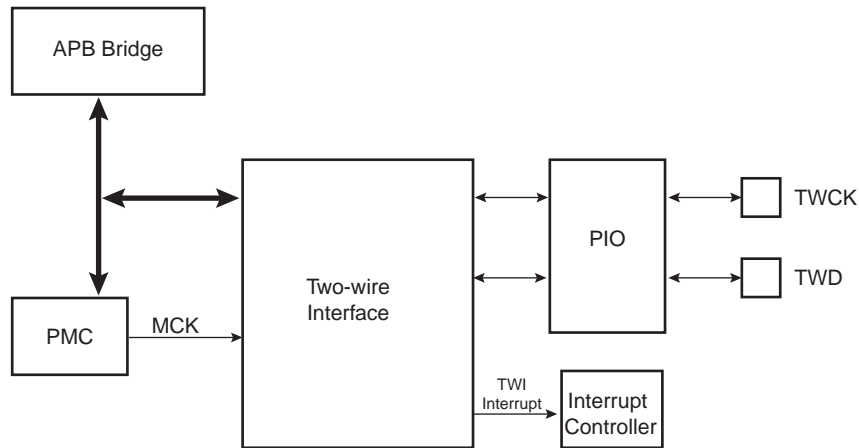 APB Bridge
TWCK
PIO
TWD
Two-wire
Interface
MCK
PMC
TWI
Interrupt
Interrupt
Controller